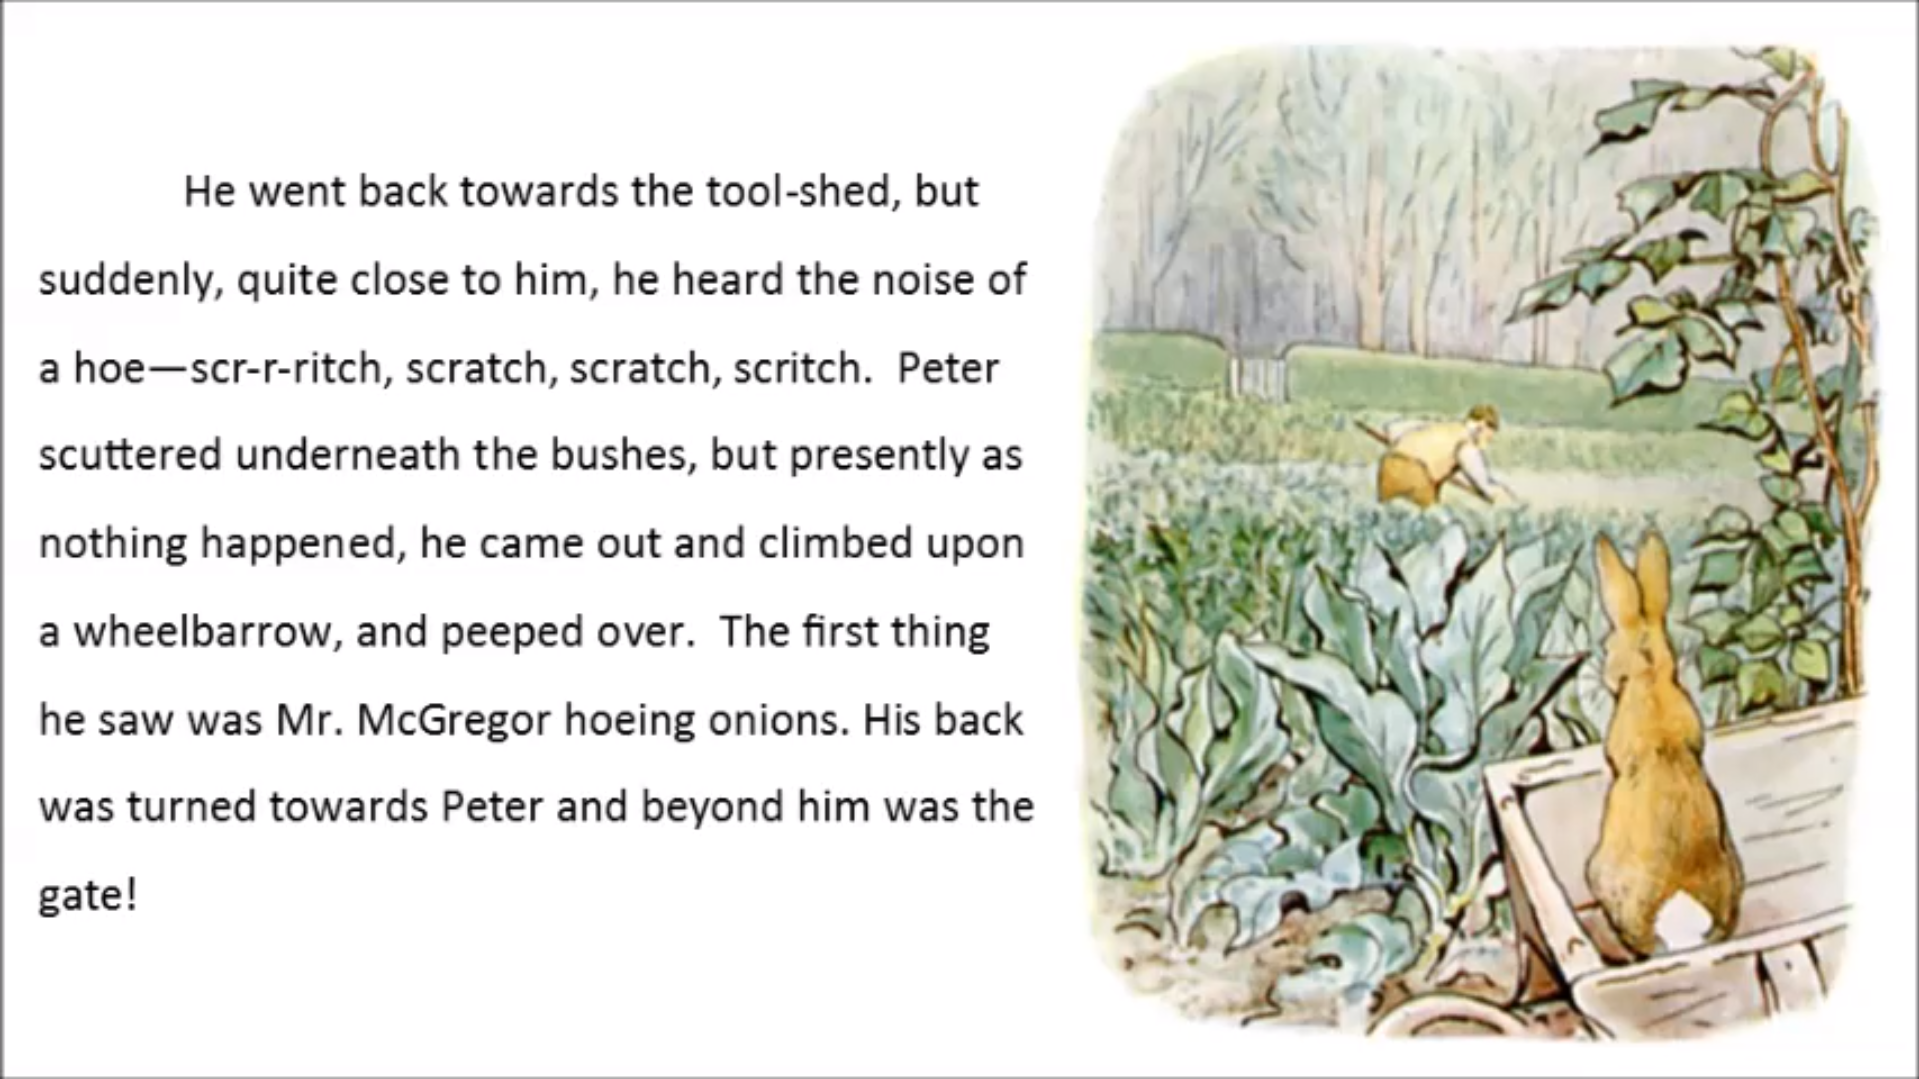 He went back towards the tool-shed, but
suddenly, quite close to him, he heard the noise of
a hoe—scr-r-ritch, scratch, scratch, scritch.  Peter
scuttered underneath the bushes, but presently as
nothing happened, he came out and climbed upon
a wheelbarrow, and peeped over.  The first thing
he saw was Mr. McGregor hoeing onions. His back
was turned towards Peter and beyond him was the
gate!